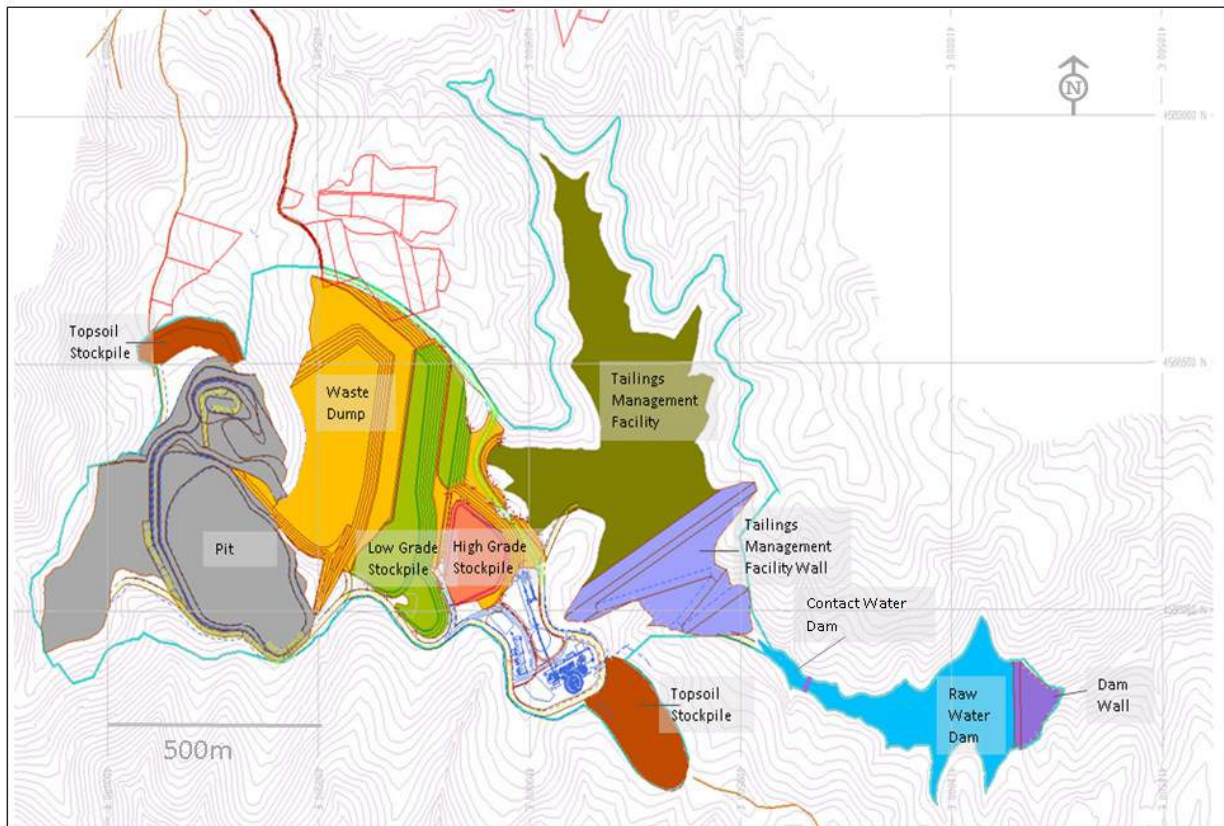 N
Topsoil
Stockpile
Waste
Dump
Tailings
Management
Facility
Pit
Low Grade
Stockpile
High Grade
Stockpile
Tailings
Management
Facility Wall
Contact Water
Dam
Topsoil
Stockpile
Raw
Water
Dam
Dam
Wall
500m